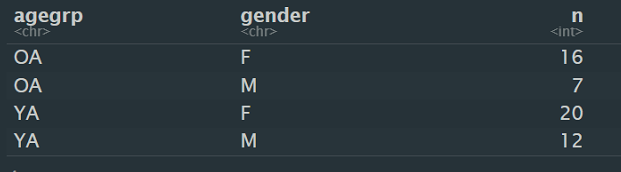 agegrp gender n
<chr> <chr> <int>
OA F 16
OA M 7
YA F 20
YA M 12